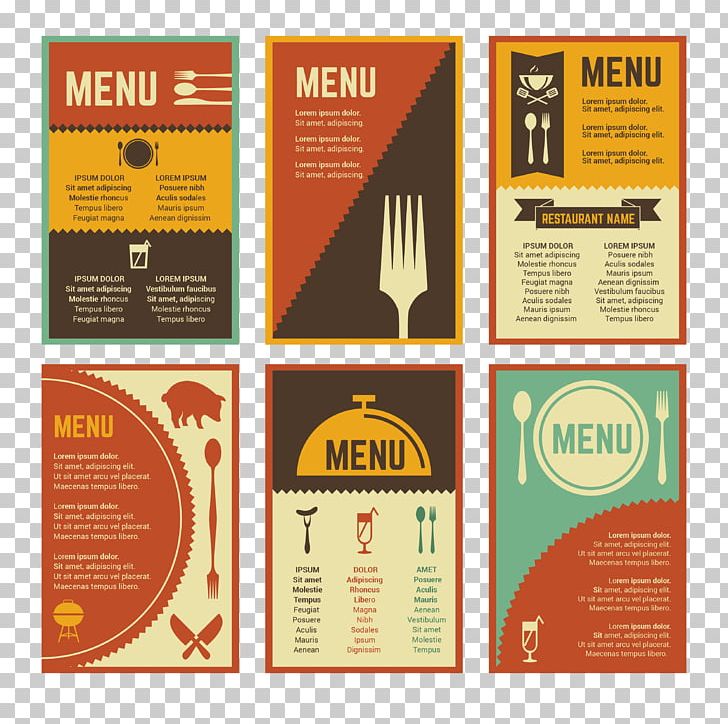 MENU
IPSUM DOLOR
Sit amet adipiscing
Molestie rhoncus
Tempus libero
Feugiat magna
LOREM IPSUM
Posuere nibh
Aculis sodales
Mauris ipsum
Aenean dignissim
IPSUM DOLOR
Sit amet adipiscing
Molestie rhoncus
Tempus libero
Feugiat magna
LOREM IPSUM
Vestibulum faucibus
Sit amet adipiscing
Mauris ipsum
Aenean dignissim
MENU
Lorem ipsum dolor.
Sit amet, adipiscing.
Lorem ipsum dolor.
Sit amet, adipiscing.
Lorem ipsum dolor.
Sit amet, adipiscing.
MENU
Lorem ipsum dolor.
Sit amet, adipiscing elit.
Lorem ipsum dolor.
Sit amet, adipiscing elit.
Lorem ipsum dolor.
Sit amet, adipiscing elit.
RESTAURANT NAME
IPSUM DOLOR
Sit amet adipiscing
Molestie rhoncus
Tempus libero
Feugiat magna
Posuere nibh
Aculis sodales
Mauris ipsum
Aenean dignissim
LOREM IPSUM
Posuere nibh
Aculis sodales
Mauris ipsum
Aenean dignissim
Vestibulum faucibus
Sit amet adipiscing
Molestie rhoncus
Tempus libero
MENU
Lorem ipsum dolor.
Sit amet, adipiscing elit.
Ut sit amet arcu vel placerat.
Maecenas tempus libero.
Lorem ipsum dolor.
Sit amet, adipiscing elit.
Ut sit amet arcu vel placerat.
Maecenas tempus libero.
Lorem ipsum dolor.
Sit amet, adipiscing elit.
Ut sit amet arcu vel placerat.
Maecenas tempus libero.
MENU
IPSUM
Sit amet
Molestie
Tempus
Feugiat
Posuere
Aculis
Mauris
Aenean
DOLOR
Adipiscing
Rhoncus
Libero
Magna
Nibh
Sodales
Ipsum
Dignissim
AMET
Posuere
Aculis
Mauris
Aenean
Vestibulum
Sit amet
Molestie
Tempus
MENU
Lorem ipsum dolor.
Sit amet, adipiscing elit.
Ut sit amet arcu vel placerat.
Maecenas tempus libero.
Lorem ipsum dolor.
Sit amet, adipiscing elit.
Ut sit amet arcu vel placerat.
Maecenas tempus libero.
Lorem ipsum dolor.
Sit amet, adipiscing elit.
Ut sit amet arcu vel placerat.
Maecenas tempus libero.